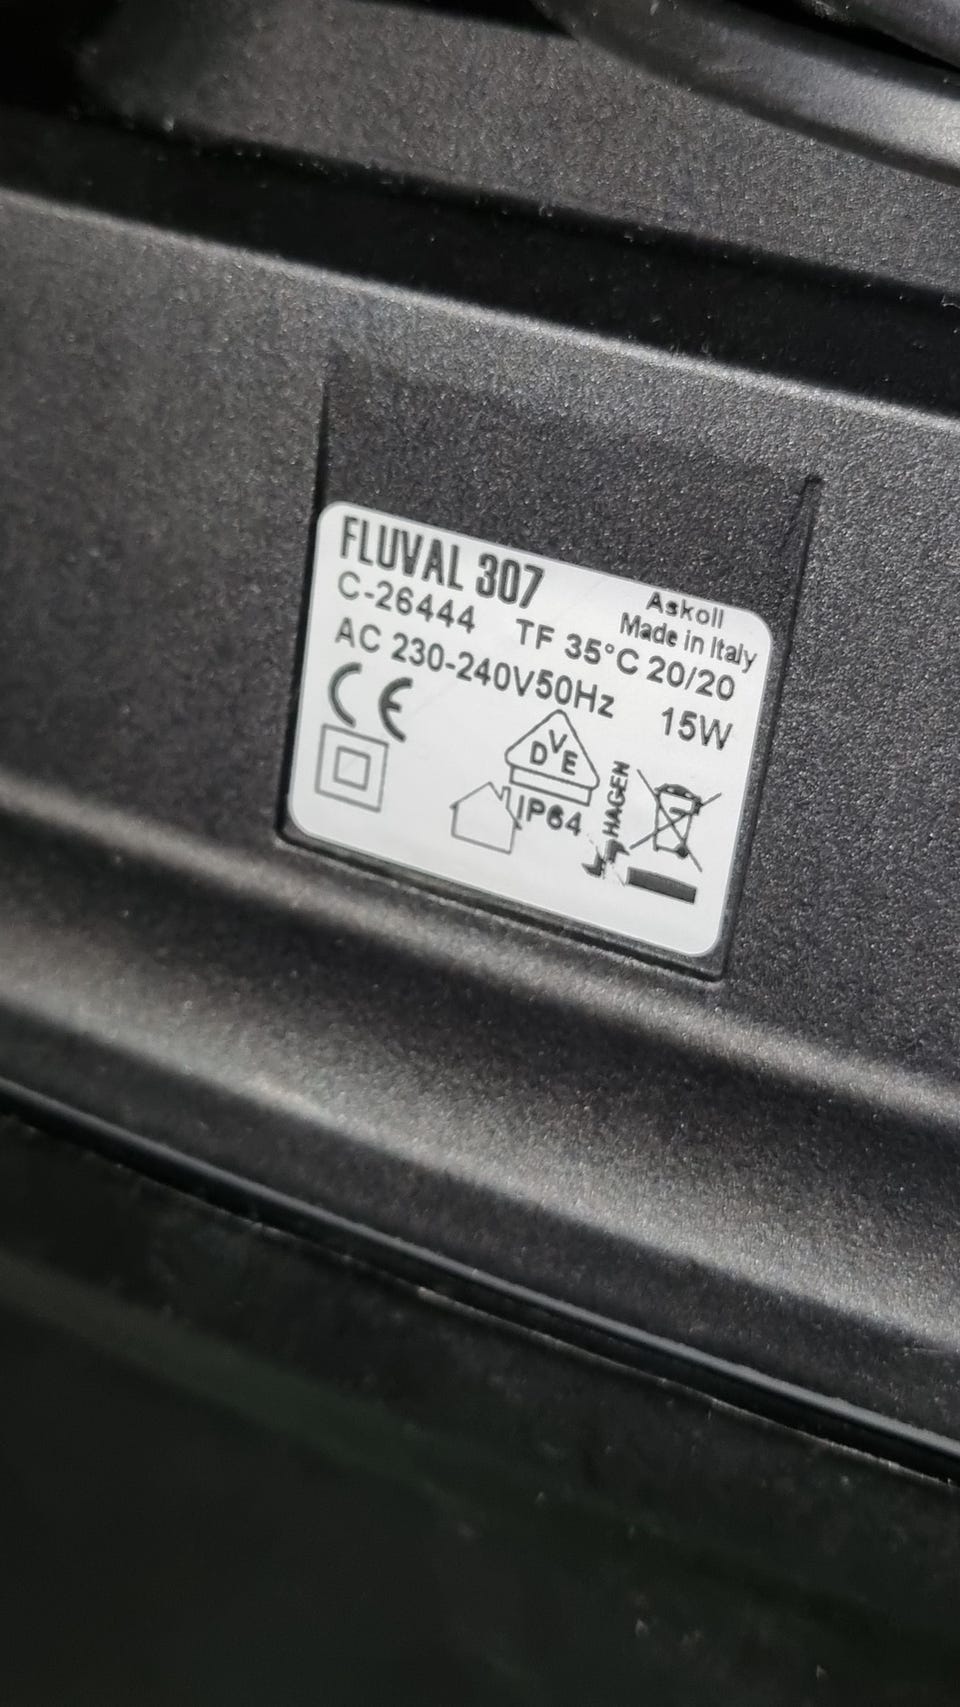 FLUVAL 307
Askoll
Made in Italy
C-26444 TF 35°C 20/20
AC 230-240V50Hz 15W
CE
DVE
IP64
HAGEN